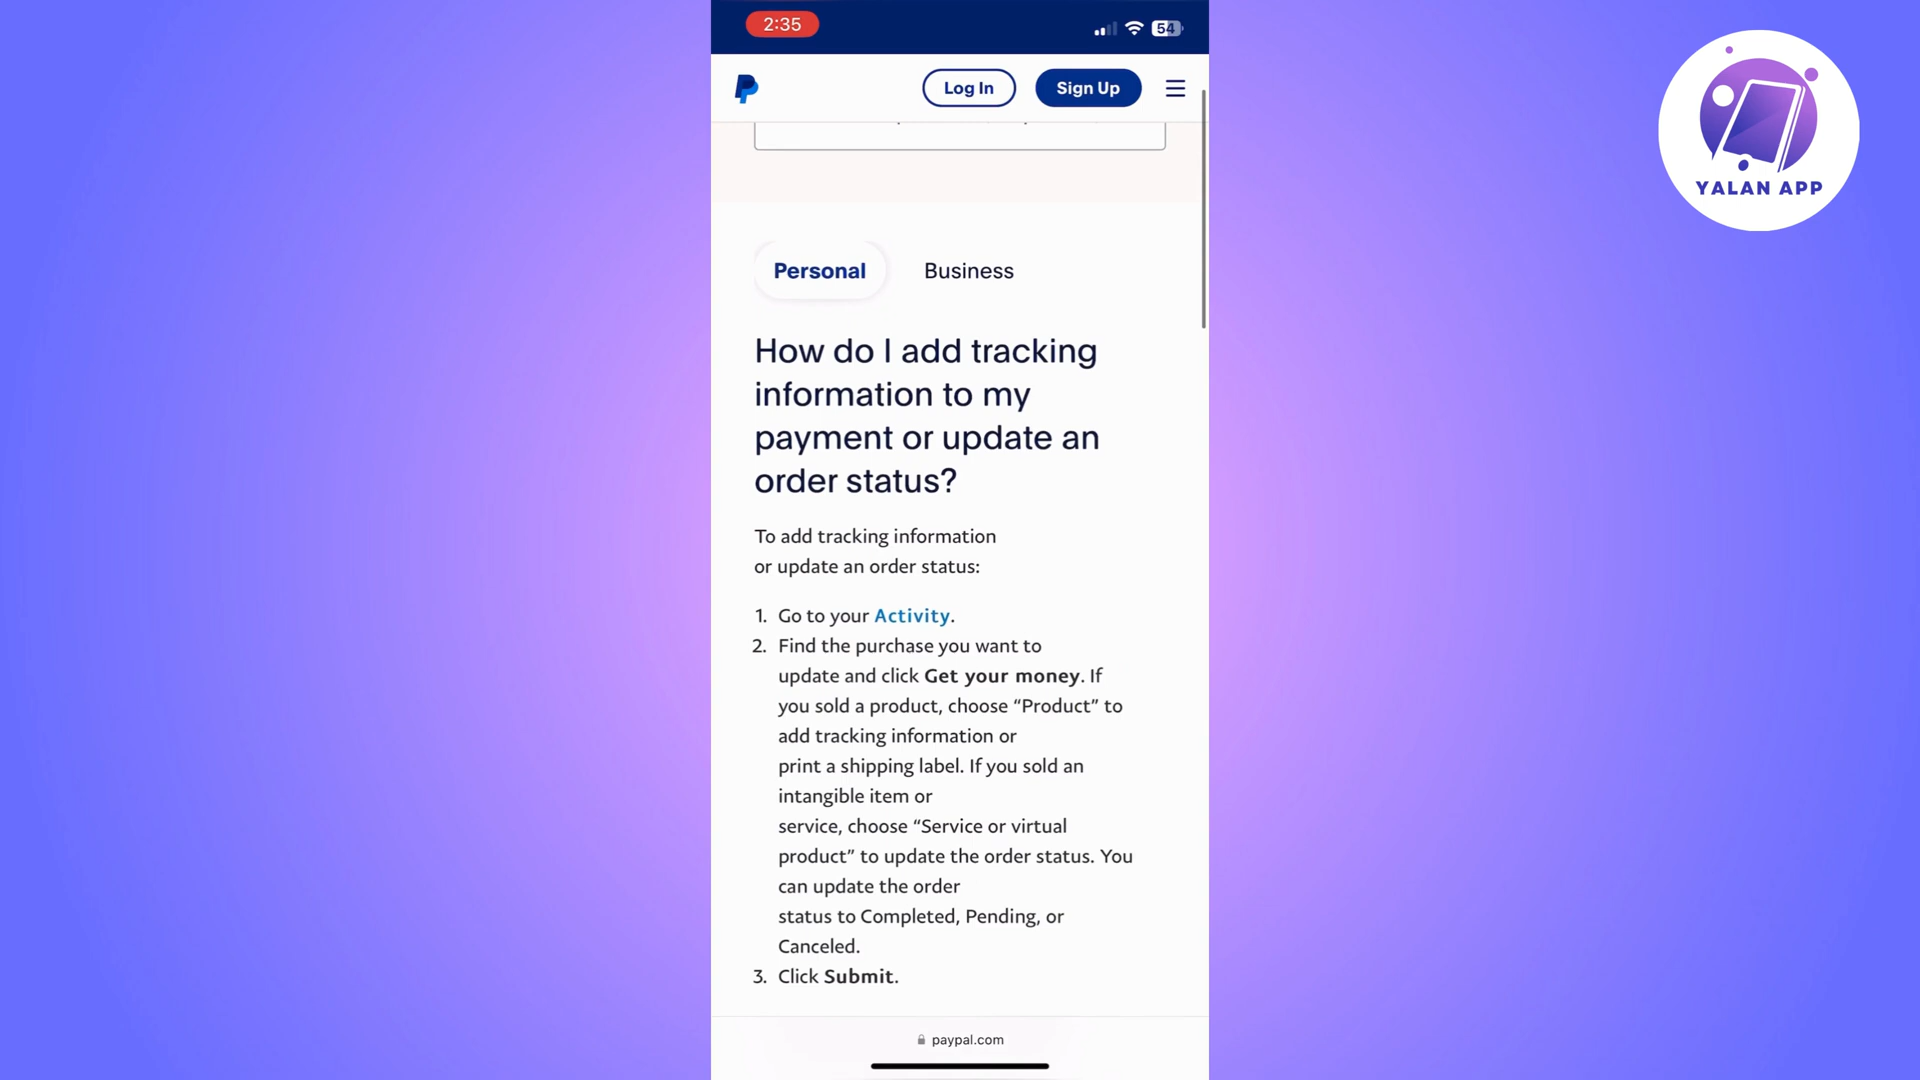 2:35
54
Log In
Sign Up
YALAN APP
Personal
Business
How do I add tracking
information to my
payment or update an
order status?
To add tracking information
or update an order status:
1. Go to your Activity.
2. Find the purchase you want to
update and click Get your money. If
you sold a product, choose “Product” to
add tracking information or
print a shipping label. If you sold an
intangible item or
service, choose “Service or virtual
product” to update the order status. You
can update the order
status to Completed, Pending, or
Canceled.
3. Click Submit.
paypal.com